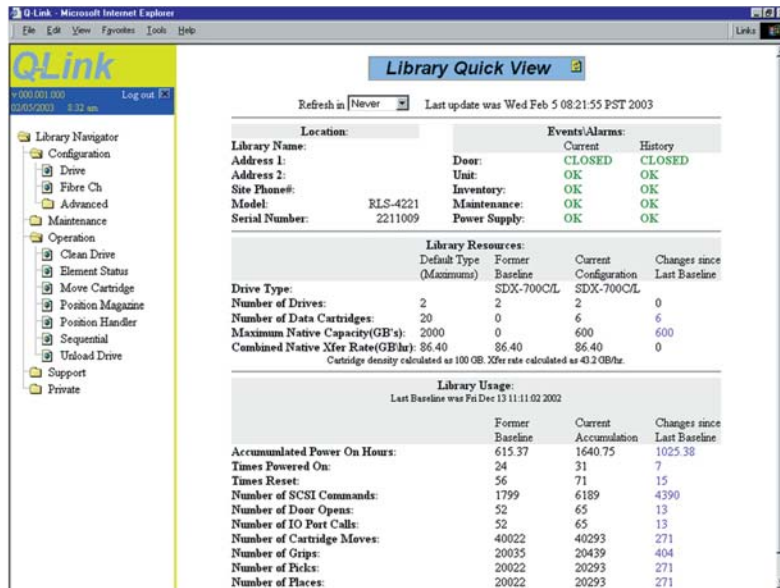 Q-Link - Microsoft Internet Explorer
File Edit View Favorites Tools Help
Links
Q-Link
v 000.001.000 Log out
02/05/2003 8:32 am
Library Navigator
Configuration
Drive
Fibre Ch
Advanced
Maintenance
Operation
Clean Drive
Element Status
Move Cartridge
Position Magazine
Position Handler
Sequential
Unload Drive
Support
Private
Library Quick View
Refresh in Never Last update was Wed Feb 5 08:21:55 PST 2003
Location:
Library Name:
Address 1:
Address 2:
Site Phone#:
Model: RLS-4221
Serial Number: 2211009
Events\Alarms:
Current History
Door: CLOSED CLOSED
Unit: OK OK
Inventory: OK OK
Maintenance: OK OK
Power Supply: OK OK
Library Resources:
Default Type Former Current Changes since
(Maximums) Baseline Configuration Last Baseline
Drive Type: SDX-700C/L SDX-700C/L
Number of Drives: 2 2 2 0
Number of Data Cartridges: 20 0 6 6
Maximum Native Capacity(GB's): 2000 0 600 600
Combined Native Xfer Rate(GB\hr): 86.40 86.40 86.40 0
Cartridge density calculated as 100 GB. Xfer rate calculated as 43.2 GB/hr.
Library Usage:
Last Baseline was Fri Dec 13 11:11:02 2002
Former Current Changes since
Baseline Accumulation Last Baseline
Accumumlated Power On Hours: 615.37 1640.75 1025.38
Times Powered On: 24 31 7
Times Reset: 56 71 15
Number of SCSI Commands: 1799 6189 4390
Number of Door Opens: 52 65 13
Number of IO Port Calls: 52 65 13
Number of Cartridge Moves: 40022 40293 271
Number of Grips: 20035 20439 404
Number of Picks: 20022 20293 271
Number of Places: 20022 20293 271